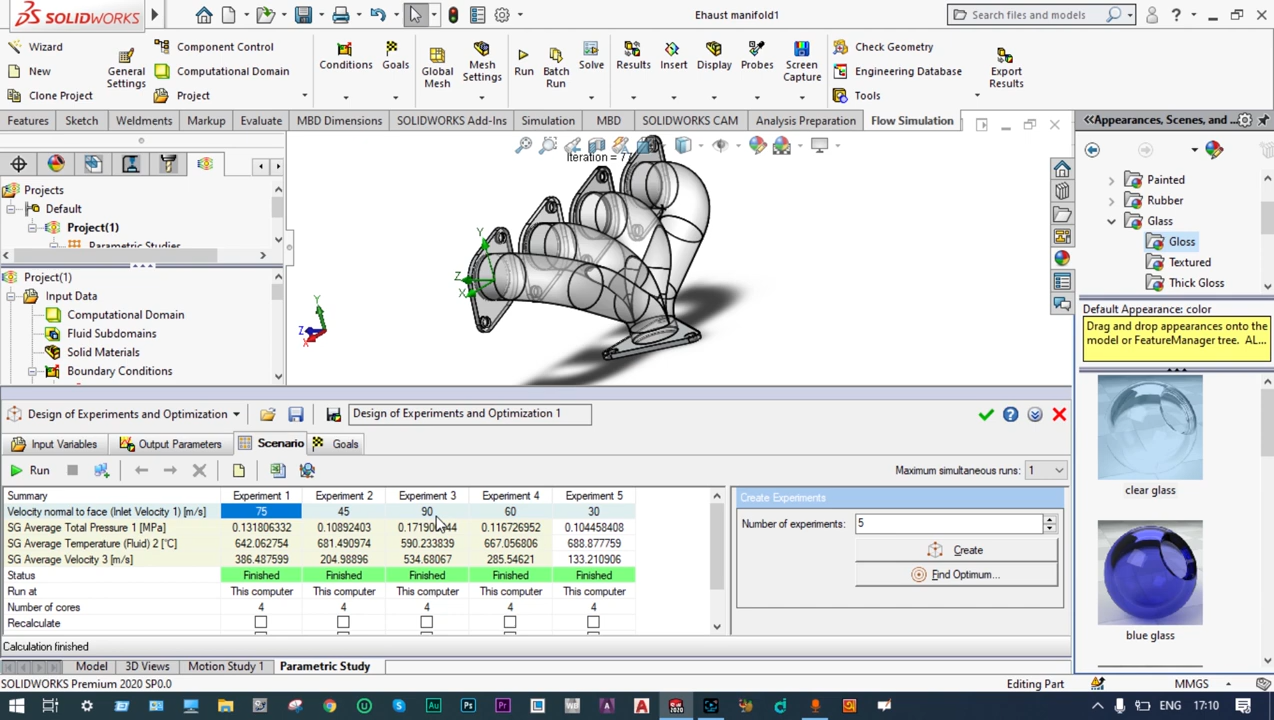 SOLIDWORKS
Ehaust manifold1
Search files and models
Wizard
New
Clone Project
General Settings
Component Control
Computational Domain
Project
Conditions
Goals
Global Mesh
Mesh Settings
Run
Batch Run
Solve
Results
Insert
Display
Probes
Screen Capture
Check Geometry
Engineering Database
Tools
Export Results
Features Sketch Weldments Markup Evaluate MBD Dimensions SOLIDWORKS Add-Ins Simulation MBD SOLIDWORKS CAM Analysis Preparation Flow Simulation
Iteration = 77
Projects
Default
Project(1)
Parametric Studies
Project(1)
Input Data
Computational Domain
Fluid Subdomains
Solid Materials
Boundary Conditions
Y
Z
X
Y
Z
X
<<Appearances, Scenes, and ...
Painted
Rubber
Glass
Gloss
Textured
Thick Gloss
Default Appearance: color
Drag and drop appearances onto the
model or FeatureManager tree. AL...
clear glass
blue glass
Design of Experiments and Optimization
Design of Experiments and Optimization 1
Input Variables Output Parameters Scenario Goals
Run
Maximum simultaneous runs: 1
Summary Experiment 1 Experiment 2 Experiment 3 Experiment 4 Experiment 5
Velocity normal to face (Inlet Velocity 1) [m/s] 75 45 90 60 30
SG Average Total Pressure 1 [MPa] 0.131806332 0.10892403 0.116726952 0.104458408
SG Average Temperature (Fluid) 2 [°C] 642.062754 681.490374 590.233839 667.056806 688.877759
SG Average Velocity 3 [m/s] 386.487599 204.98896 534.68067 285.54621 133.210906
Status Finished Finished Finished Finished Finished
Run at This computer This computer This computer This computer This computer
Number of cores 4 4 4 4 4
Recalculate
Create Experiments
Number of experiments: 5
Create
Find Optimum...
Calculation finished
Model 3D Views Motion Study 1 Parametric Study
SOLIDWORKS Premium 2020 SP0.0
Editing Part
MMGS
ENG 17:10